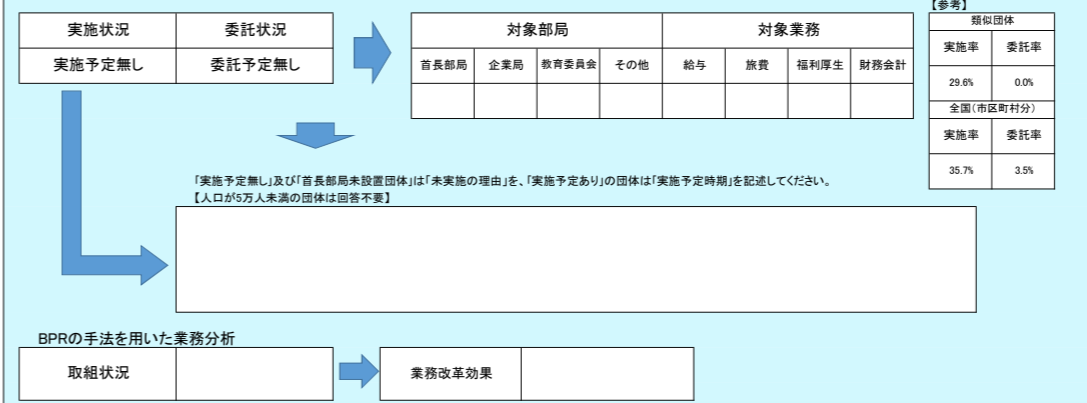 【参考】
実施状況 委託状況 対象部局 対象業務 類似団体
実施予定無し 委託予定無し 首長部局 企業局 教育委員会 その他 給与 旅費 福利厚生 財務会計 実施率 委託率
29.6% 0.0%
全国(市区町村分)
実施率 委託率
35.7% 3.5%
「実施予定無し」及び「首長部局未設置団体」は「未実施の理由」を、「実施予定あり」の団体は「実施予定時期」を記述してください。
【人口が5万人未満の団体は回答不要】
BPRの手法を用いた業務分析
取組状況 業務改革効果